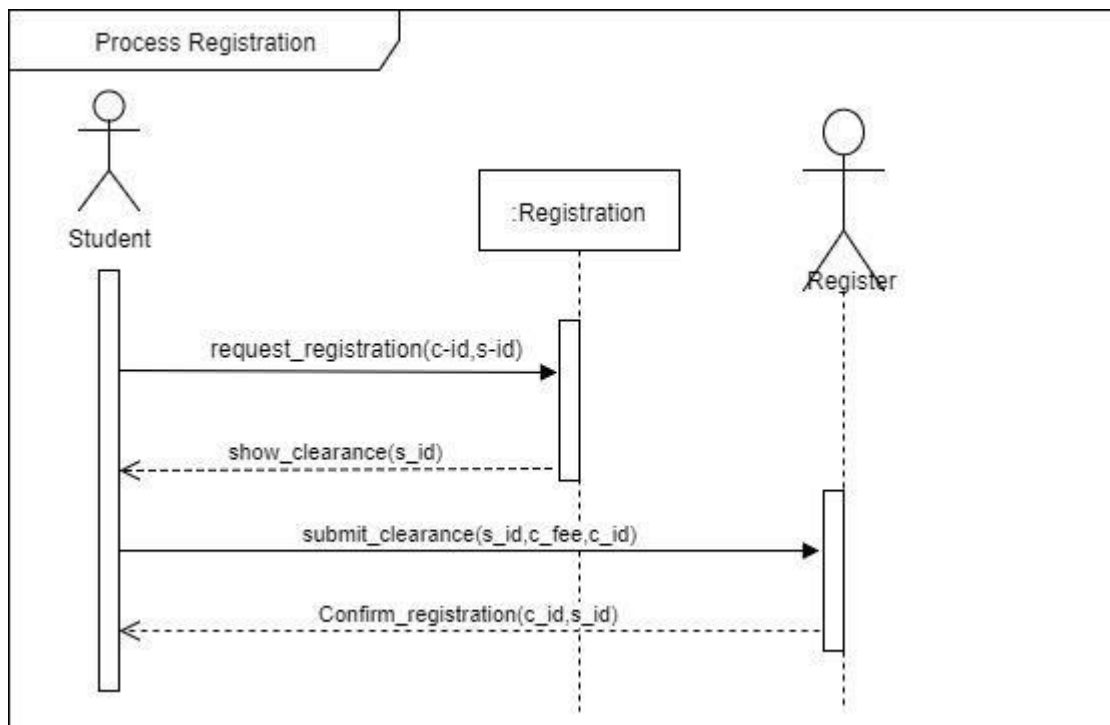 Process Registration
Student
:Registration
Register
request_registration(c-id,s-id)
show_clearance(s_id)
submit_clearance(s_id,c_fee,c_id)
Confirm_registration(c_id,s_id)